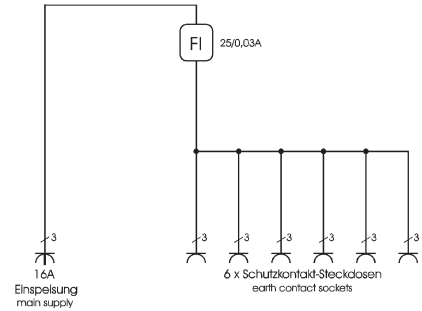 FI
25/0,03A
3
3
3
3
3
3
3
16A
Einspeisung
main supply
6 x Schutzkontakt-Steckdosen
earth contact sockets